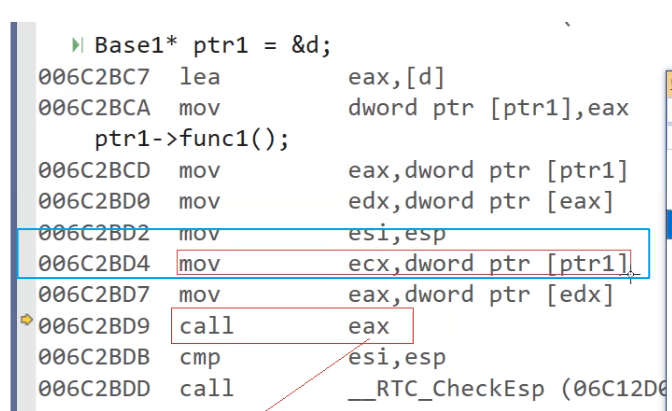 Base1* ptr1 = &d;
006C2BC7 lea eax,[d]
006C2BCA mov dword ptr [ptr1],eax
ptr1->func1();
006C2BCD mov eax,dword ptr [ptr1]
006C2BD0 mov edx,dword ptr [eax]
006C2BD2 mov esi,esp
006C2BD4 mov ecx,dword ptr [ptr1]
006C2BD7 mov eax,dword ptr [edx]
006C2BD9 call eax
006C2BDB cmp esi,esp
006C2BDD call __RTC_CheckEsp